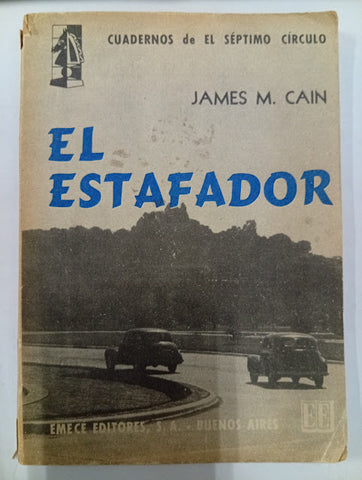 CUADERNOS de EL SÉPTIMO CÍRCULO
JAMES M. CAIN
EL
ESTAFADOR
EMECE EDITORES, S. A. - BUENOS AIRES
EE